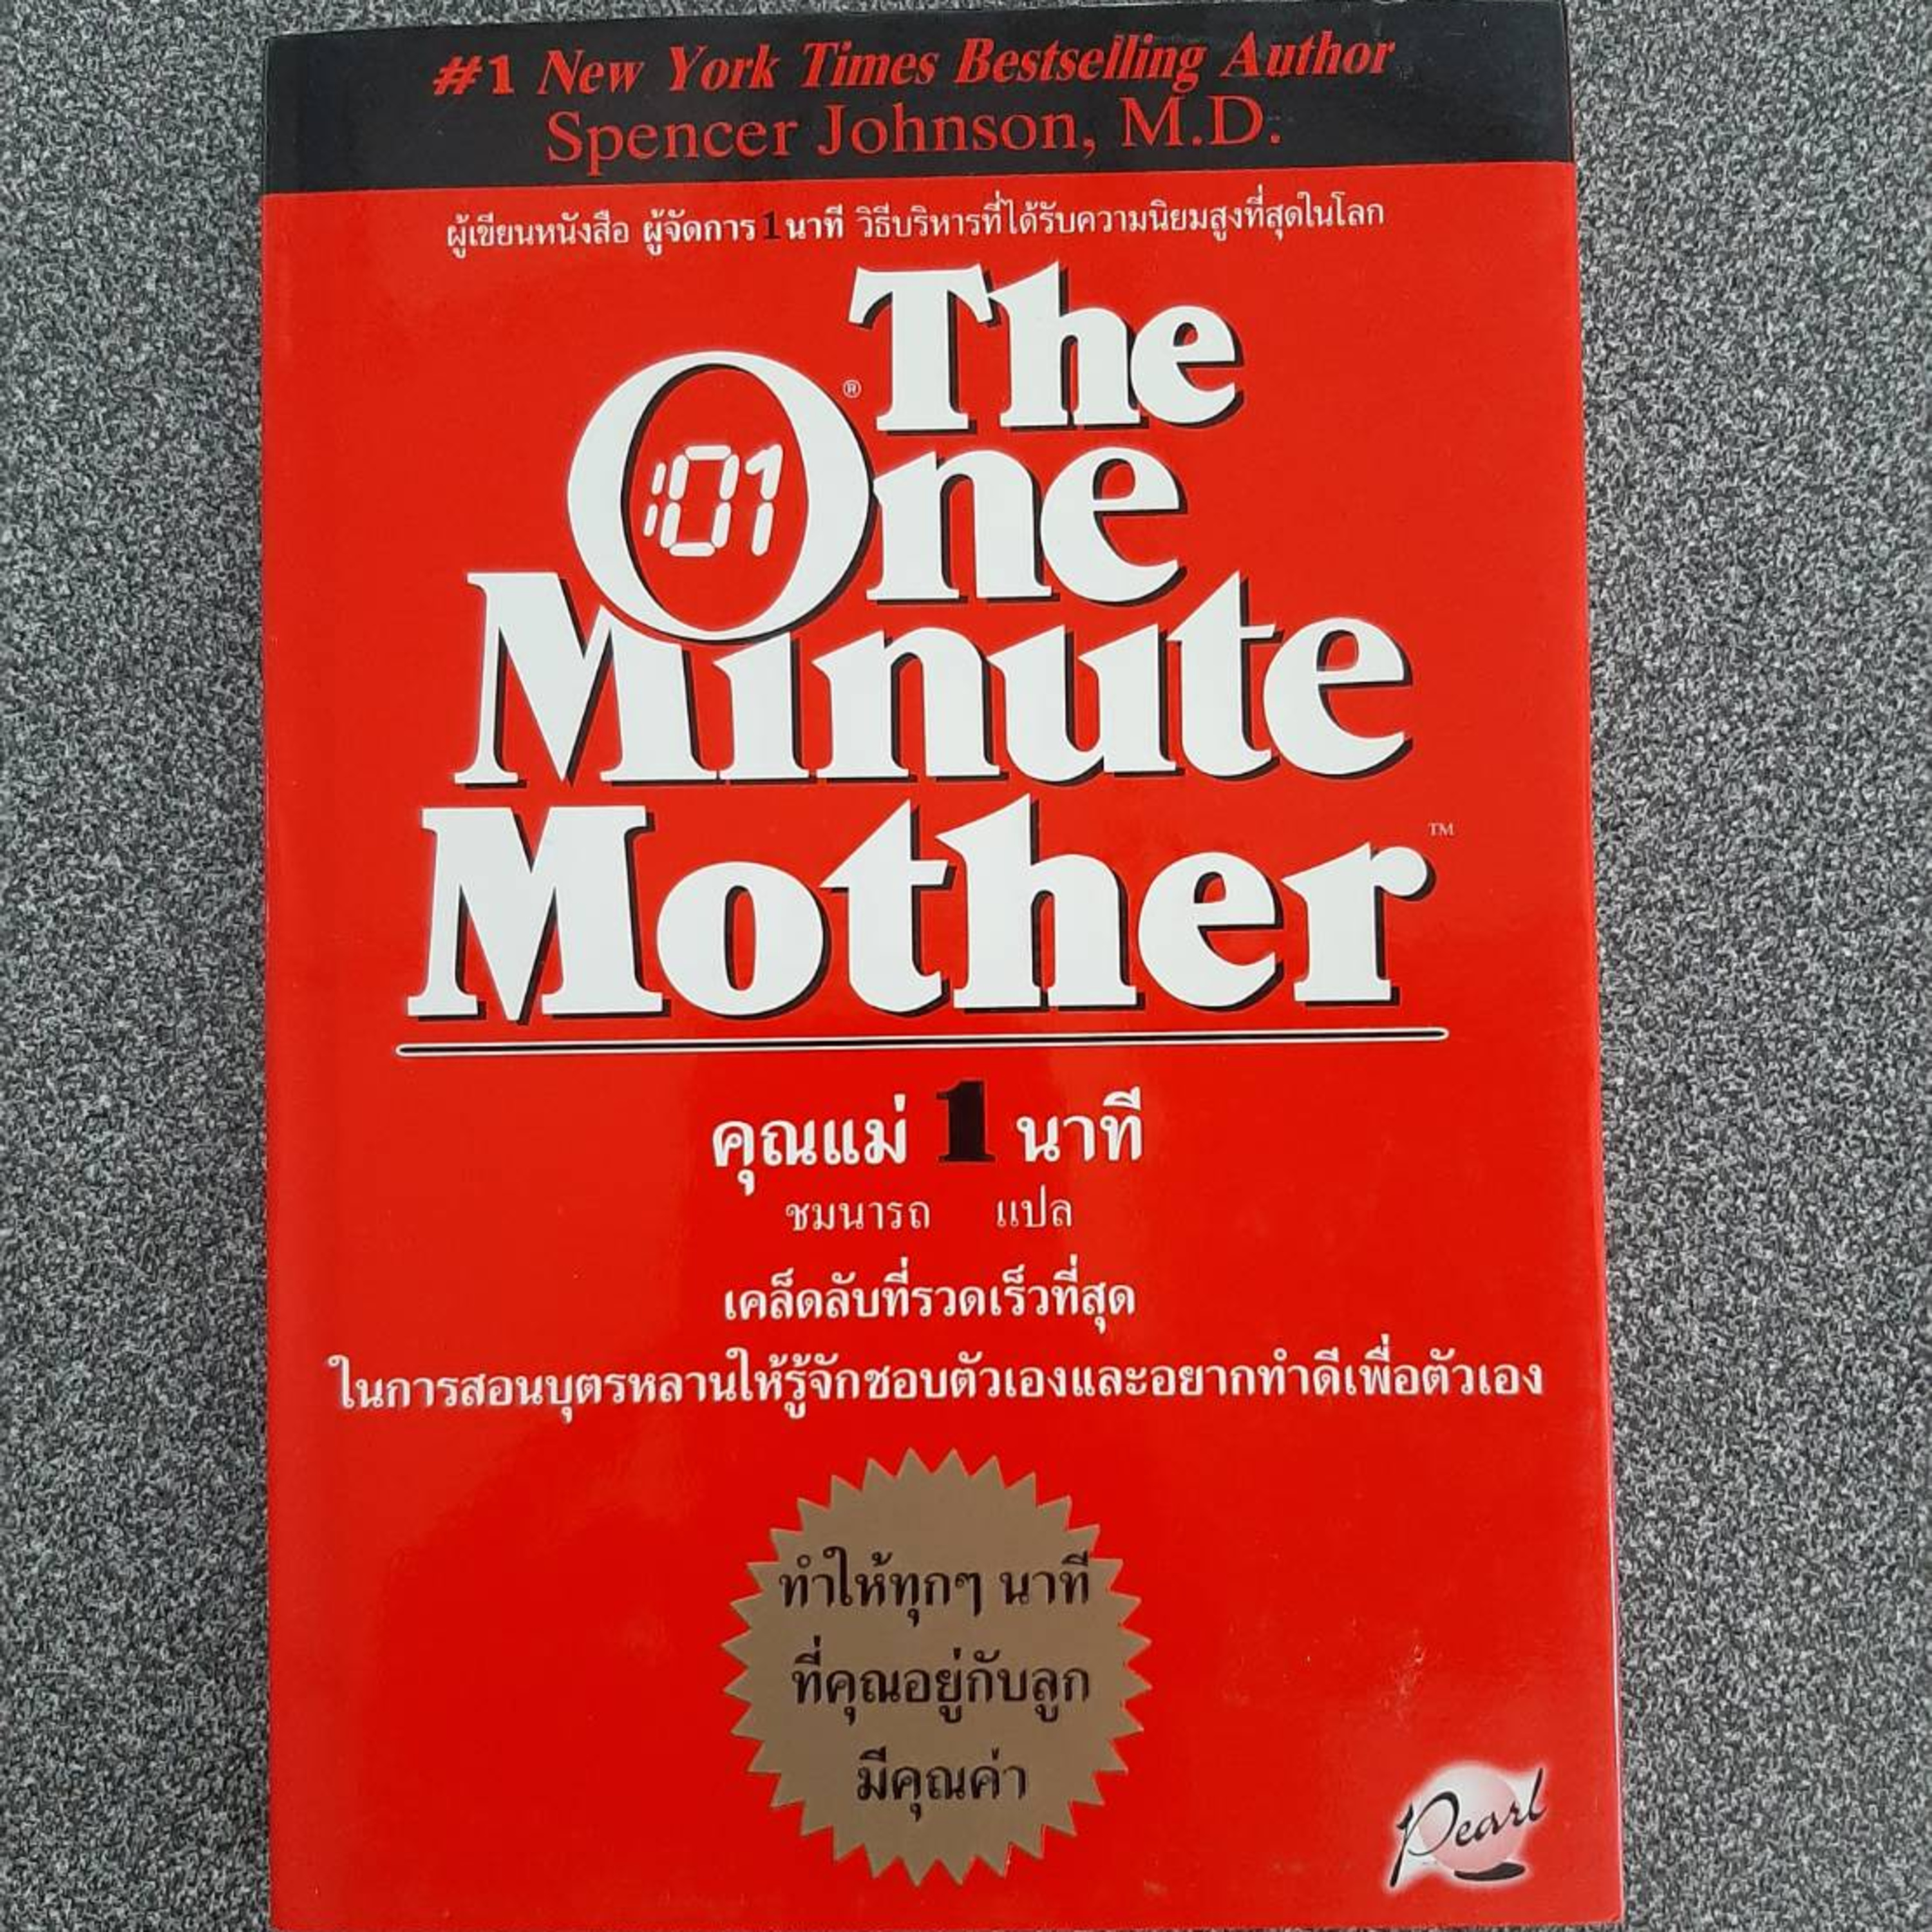 #1 New York Times Bestselling Author
Spencer Johnson, M.D.
ผู้เขียนหนังสือ ผู้จัดการ 1 นาที วิธีบริหารที่ได้รับความนิยมสูงที่สุดในโลก
The
One ®
:01
Minute
Mother ™
คุณแม่ 1 นาที
ชมนารถ แปล
เคล็ดลับที่รวดเร็วที่สุด
ในการสอนบุตรหลานให้รู้จักชอบตัวเองและอยากทำดีเพื่อตัวเอง
ทำให้ทุกๆ นาที
ที่คุณอยู่กับลูก
มีคุณค่า
Pearl